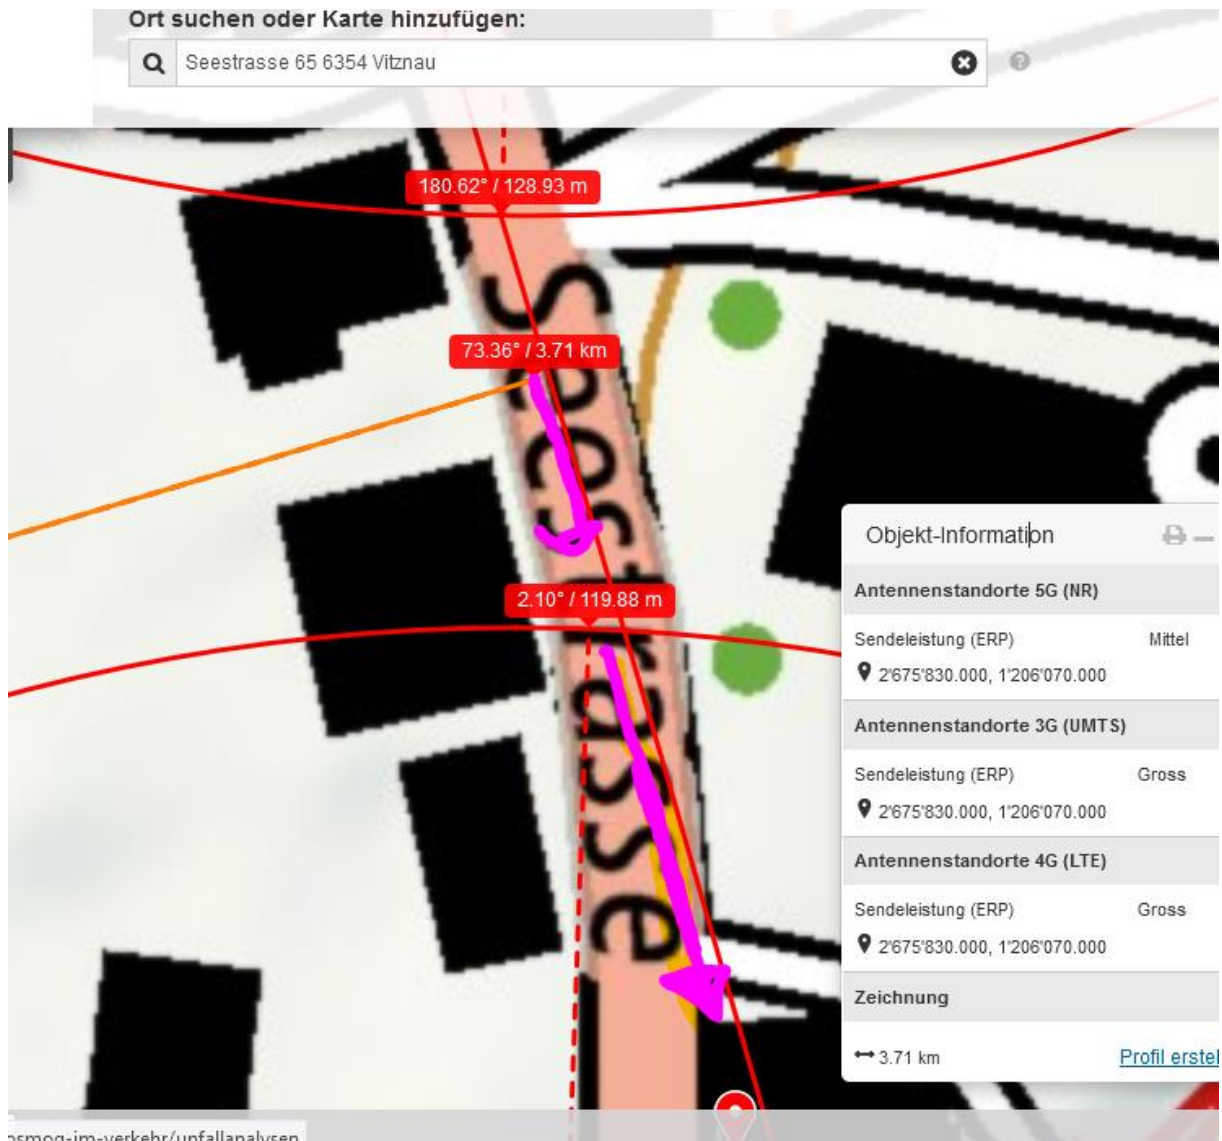 Ort suchen oder Karte hinzufügen:
Seestrasse 65 6354 Vitznau
180.62° / 128.93 m
73.36° / 3.71 km
2.10° / 119.88 m
Seestrasse
Objekt-Information
Antennenstandorte 5G (NR)
Sendeleistung (ERP) Mittel
2'675'830.000, 1'206'070.000
Antennenstandorte 3G (UMTS)
Sendeleistung (ERP) Gross
2'675'830.000, 1'206'070.000
Antennenstandorte 4G (LTE)
Sendeleistung (ERP) Gross
2'675'830.000, 1'206'070.000
Zeichnung
3.71 km Profil erstel
osmog-im-verkehr/unfallanalysen